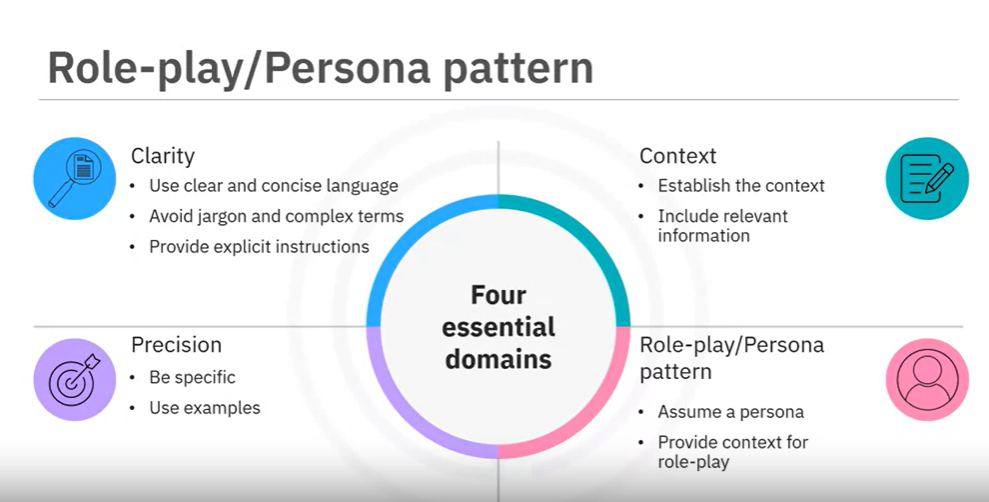 Role-play/Persona pattern
Clarity
• Use clear and concise language
• Avoid jargon and complex terms
• Provide explicit instructions
Context
• Establish the context
• Include relevant
information
Four
essential
domains
Precision
• Be specific
• Use examples
Role-play/Persona
pattern
• Assume a persona
• Provide context for
role-play